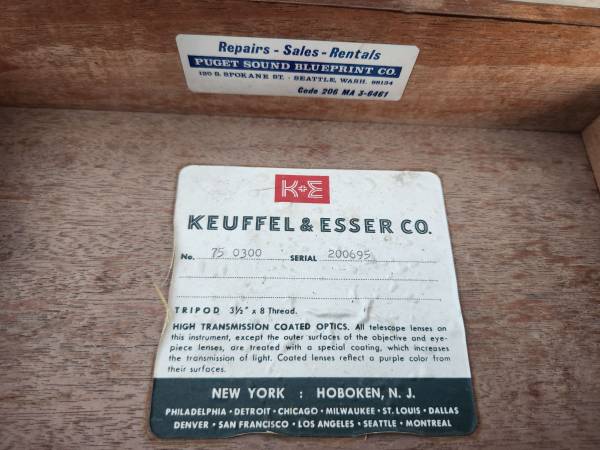 Repairs - Sales - Rentals
PUGET SOUND BLUEPRINT CO.
120 S. SPOKANE ST. - SEATTLE, WASH. 98134
Code 206 MA 3-6461
K+E
KEUFFEL & ESSER CO.
No. 75 0300 SERIAL 200695
TRIPOD 3½" x 8 Thread.
HIGH TRANSMISSION COATED OPTICS. All telescope lenses on
this instrument, except the outer surfaces of the objective and eye-
piece lenses, are treated with a special coating, which increases
the transmission of light. Coated lenses reflect a purple color from
their surfaces.
NEW YORK : HOBOKEN, N. J.
PHILADELPHIA • DETROIT • CHICAGO • MILWAUKEE • ST. LOUIS • DALLAS
DENVER • SAN FRANCISCO • LOS ANGELES • SEATTLE • MONTREAL